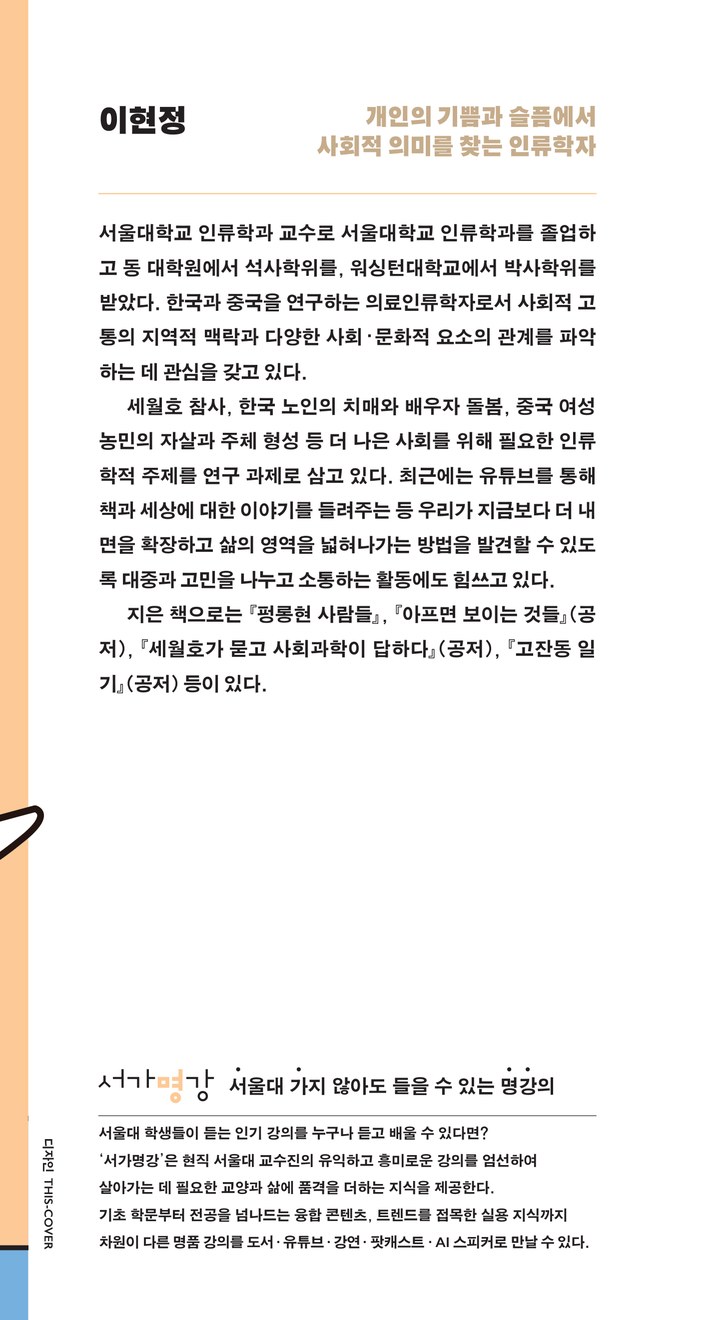 이현정
개인의 기쁨과 슬픔에서
사회적 의미를 찾는 인류학자
서울대학교 인류학과 교수로 서울대학교 인류학과를 졸업하
고 동 대학원에서 석사학위를, 워싱턴대학교에서 박사학위를
받았다. 한국과 중국을 연구하는 의료인류학자로서 사회적 고
통의 지역적 맥락과 다양한 사회·문화적 요소의 관계를 파악
하는 데 관심을 갖고 있다.
세월호 참사, 한국 노인의 치매와 배우자 돌봄, 중국 여성
농민의 자살과 주체 형성 등 더 나은 사회를 위해 필요한 인류
학적 주제를 연구 과제로 삼고 있다. 최근에는 유튜브를 통해
책과 세상에 대한 이야기를 들려주는 등 우리가 지금보다 더 내
면을 확장하고 삶의 영역을 넓혀나가는 방법을 발견할 수 있도
록 대중과 고민을 나누고 소통하는 활동에도 힘쓰고 있다.
지은 책으로는 『펑롱현 사람들』, 『아프면 보이는 것들』(공
저), 『세월호가 묻고 사회과학이 답하다』(공저), 『고잔동 일
기』(공저) 등이 있다.
서가명강 서울대 가지 않아도 들을 수 있는 명강의
서울대 학생들이 듣는 인기 강의를 누구나 듣고 배울 수 있다면?
‘서가명강’은 현직 서울대 교수진의 유익하고 흥미로운 강의를 엄선하여
살아가는 데 필요한 교양과 삶에 품격을 더하는 지식을 제공한다.
기초 학문부터 전공을 넘나드는 융합 콘텐츠, 트렌드를 접목한 실용 지식까지
차원이 다른 명품 강의를 도서·유튜브·강연·팟캐스트·AI 스피커로 만날 수 있다.
디자인 THIS-COVER